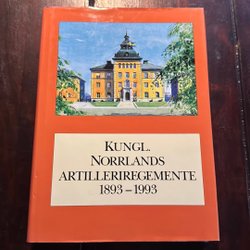 KUNGL.
NORRLANDS
ARTILLERIREGEMENTE
1893–1993